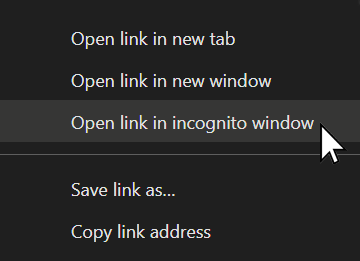 Open link in new tab
Open link in new window
Open link in incognito window
Save link as...
Copy link address